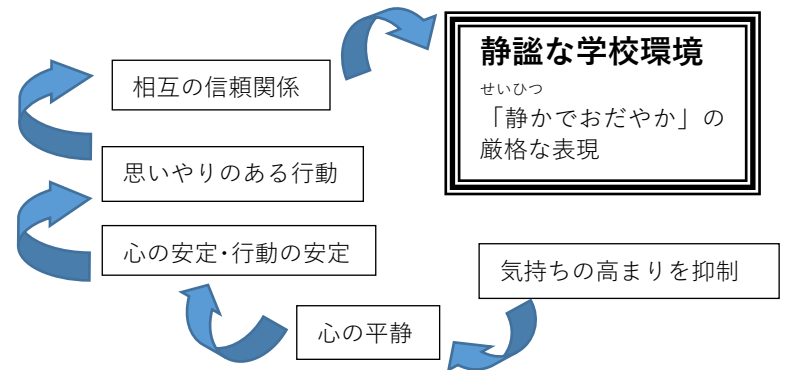 静謐な学校環境
せいひつ
「静かでおだやか」の
厳格な表現
相互の信頼関係
思いやりのある行動
心の安定･行動の安定
気持ちの高まりを抑制
心の平静